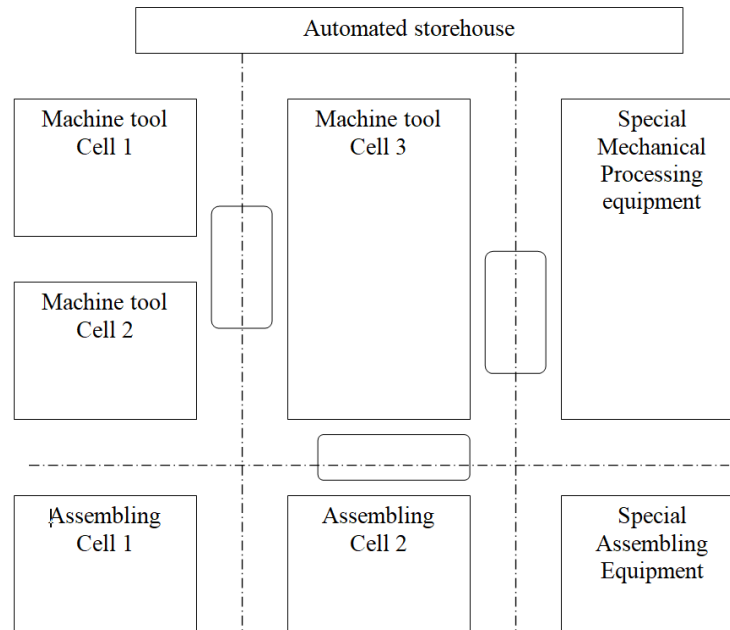 Automated storehouse
Machine tool
Cell 1
Machine tool
Cell 3
Special
Mechanical
Processing
equipment
Machine tool
Cell 2
Assembling
Cell 1
Assembling
Cell 2
Special
Assembling
Equipment